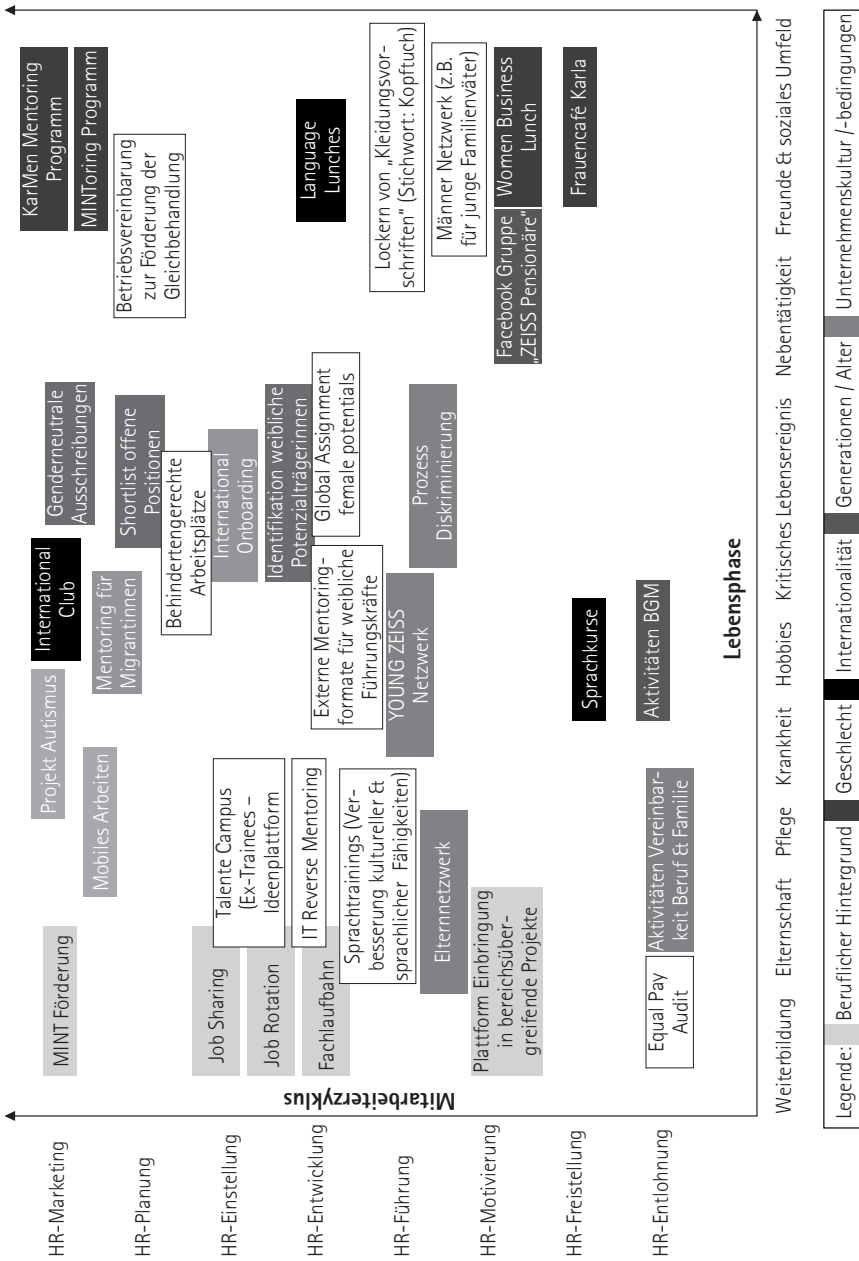 HR-Marketing
HR-Planung
HR-Einstellung
HR-Entwicklung
HR-Führung
HR-Motivierung
HR-Freistellung
HR-Entlohnung
Mitarbeiterzyklus
MINT Förderung
Job Sharing
Job Rotation
Fachlaufbahn
Plattform Einbringung
in bereichsüber-
greifende Projekte
Equal Pay
Audit
Projekt Autismus
Mobiles Arbeiten
Talente Campus
(Ex-Trainees –
Ideenplattform
IT Reverse Mentoring
Sprachtrainings (Ver-
besserung kultureller &
sprachlicher Fähigkeiten)
Elternnetzwerk
Aktivitäten Vereinbar-
keit Beruf & Familie
International
Club
Mentoring für
Migrantinnen
Externe Mentoring-
formate für weibliche
Führungskräfte
YOUNG ZEISS
Netzwerk
Sprachkurse
Aktivitäten BGM
Genderneutrale
Ausschreibungen
Shortlist offene
Positionen
Behindertengerechte
Arbeitsplätze
International
Onboarding
Identifikation weibliche
Potenzialträgerinnen
Global Assignment
female potentials
Prozess
Diskriminierung
KarMen Mentoring
Programm
MINToring Programm
Betriebsvereinbarung
zur Förderung der
Gleichbehandlung
Language
Lunches
Lockern von „Kleidungsvor-
schriften“ (Stichwort: Kopftuch)
Männer Netzwerk (z.B.
für junge Familienväter)
Facebook Gruppe
„ZEISS Pensionäre“
Women Business
Lunch
Frauencafé Karla
Lebensphase
Weiterbildung Elternschaft Pflege Krankheit Hobbies Kritisches Lebensereignis Nebentätigkeit Freunde & soziales Umfeld
Legende: Beruflicher Hintergrund Geschlecht Internationalität Generationen / Alter Unternehmenskultur /-bedingungen